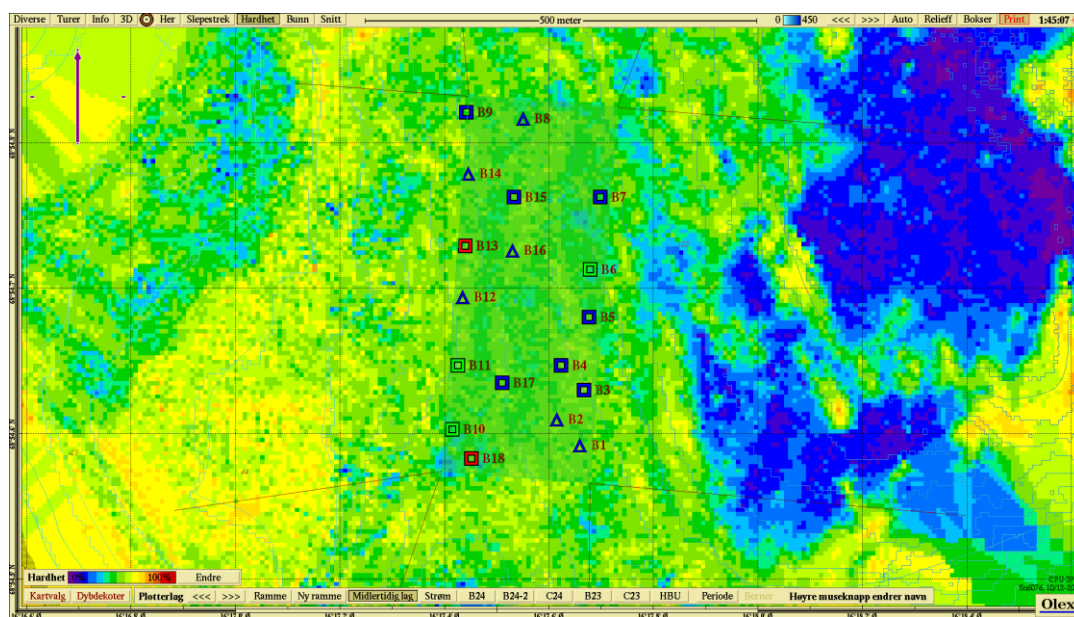 Diverse Turer Info 3D Her Slepestrek Hardhet Bunn Snitt 500 meter 0 450 <<< >>> Auto Relieff Bokser Print 1:45:07
B9 B8
B14
B15 B7
B13 B16
B6
B12
B5
B11 B4
B17 B3
B2
B10 B1
B18
Hardhet 0% 100% Endre
Kartvalg Dybdekoter Plotterlag <<< >>> Ramme Ny ramme Midlertidig lag Strøm B24 B24-2 C24 B23 C23 HBU Periode Berner Høyre museknapp endrer navn
Olex